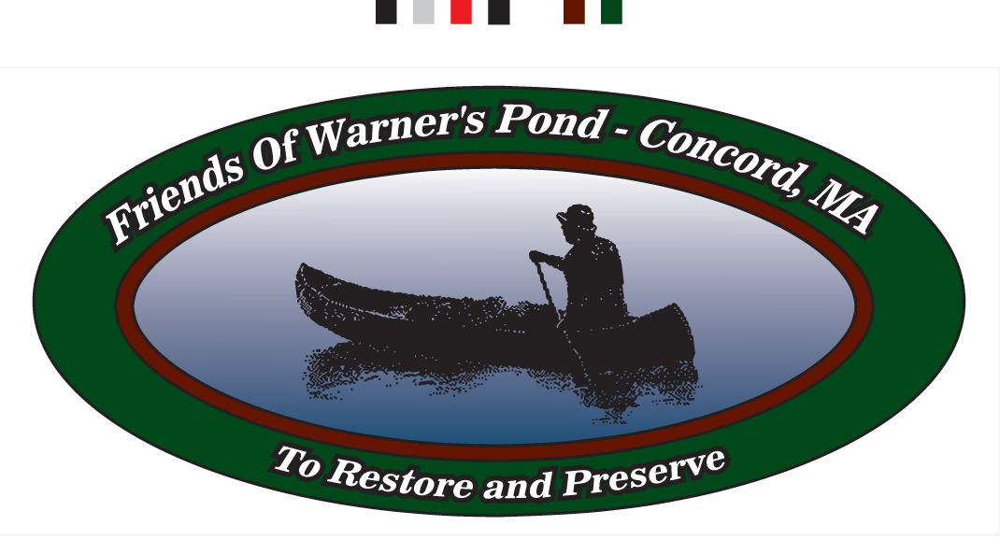 Friends Of Warner's Pond - Concord, MA
To Restore and Preserve